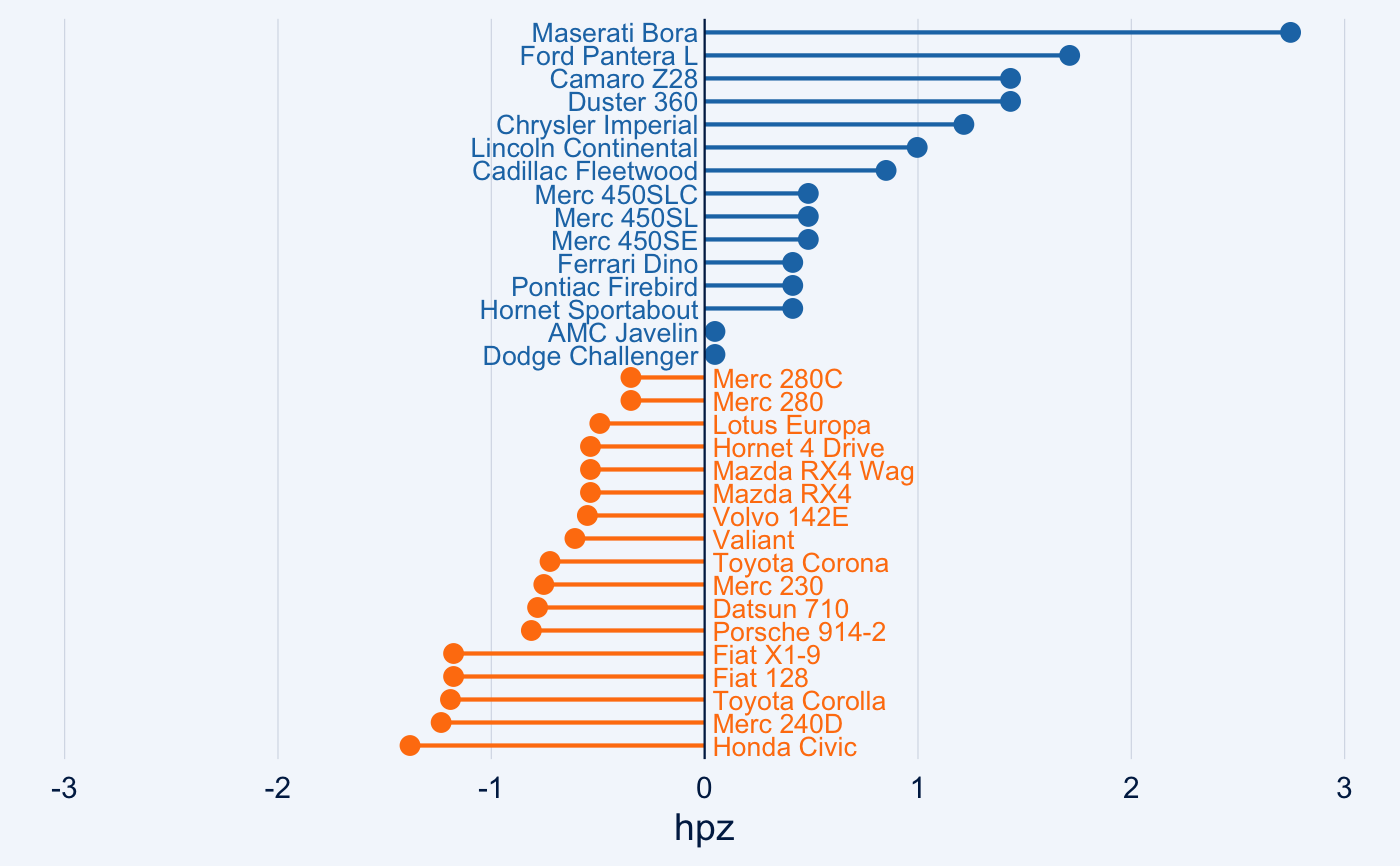 Maserati Bora
Ford Pantera L
Camaro Z28
Duster 360
Chrysler Imperial
Lincoln Continental
Cadillac Fleetwood
Merc 450SLC
Merc 450SL
Merc 450SE
Ferrari Dino
Pontiac Firebird
Hornet Sportabout
AMC Javelin
Dodge Challenger
Merc 280C
Merc 280
Lotus Europa
Hornet 4 Drive
Mazda RX4 Wag
Mazda RX4
Volvo 142E
Valiant
Toyota Corona
Merc 230
Datsun 710
Porsche 914-2
Fiat X1-9
Fiat 128
Toyota Corolla
Merc 240D
Honda Civic
-3 -2 -1 0 1 2 3
hpz